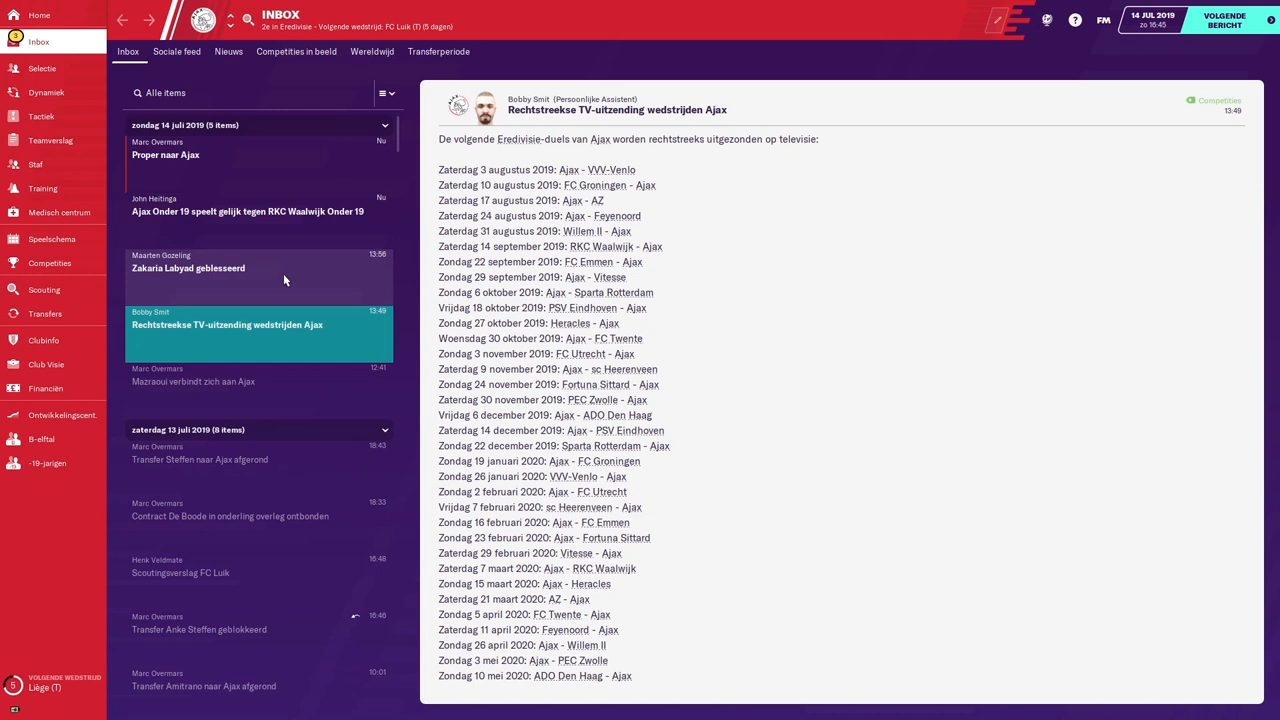 Home
3
Inbox
Selectie
Dynamiek
Tactiek
Teamverslag
Staf
Training
Medisch centrum
Speelschema
Competities
Scouting
Transfers
Clubinfo
Club Visie
Financiën
Ontwikkelingscent.
B-elftal
-19-jarigen
5
VOLGENDE WEDSTRIJD
Liège (T)
INBOX
2e in Eredivisie - Volgende wedstrijd: FC Luik (T) (5 dagen)
FM
14 JUL 2019
zo 16:45
VOLGENDE BERICHT
Inbox Sociale feed Nieuws Competities in beeld Wereldwijd Transferperiode
Alle items
zondag 14 juli 2019 (5 items)
Marc Overmars Nu
Proper naar Ajax
John Heitinga Nu
Ajax Onder 19 speelt gelijk tegen RKC Waalwijk Onder 19
Maarten Gozeling 13:56
Zakaria Labyad geblesseerd
Bobby Smit 13:49
Rechtstreekse TV-uitzending wedstrijden Ajax
Marc Overmars 12:41
Mazraoui verbindt zich aan Ajax
zaterdag 13 juli 2019 (8 items)
Marc Overmars 18:43
Transfer Steffen naar Ajax afgerond
Marc Overmars 18:33
Contract De Boode in onderling overleg ontbonden
Henk Veldmate 16:48
Scoutingsverslag FC Luik
Marc Overmars 16:46
Transfer Anke Steffen geblokkeerd
Marc Overmars 10:01
Transfer Amitrano naar Ajax afgerond
Bobby Smit (Persoonlijke Assistent)
Rechtstreekse TV-uitzending wedstrijden Ajax
Competities
13:49
De volgende Eredivisie-duels van Ajax worden rechtstreeks uitgezonden op televisie:
Zaterdag 3 augustus 2019: Ajax - VVV-Venlo
Zaterdag 10 augustus 2019: FC Groningen - Ajax
Zaterdag 17 augustus 2019: Ajax - AZ
Zaterdag 24 augustus 2019: Ajax - Feyenoord
Zaterdag 31 augustus 2019: Willem II - Ajax
Zaterdag 14 september 2019: RKC Waalwijk - Ajax
Zondag 22 september 2019: FC Emmen - Ajax
Zondag 29 september 2019: Ajax - Vitesse
Zondag 6 oktober 2019: Ajax - Sparta Rotterdam
Vrijdag 18 oktober 2019: PSV Eindhoven - Ajax
Zondag 27 oktober 2019: Heracles - Ajax
Woensdag 30 oktober 2019: Ajax - FC Twente
Zondag 3 november 2019: FC Utrecht - Ajax
Zaterdag 9 november 2019: Ajax - sc Heerenveen
Zondag 24 november 2019: Fortuna Sittard - Ajax
Zaterdag 30 november 2019: PEC Zwolle - Ajax
Vrijdag 6 december 2019: Ajax - ADO Den Haag
Zaterdag 14 december 2019: Ajax - PSV Eindhoven
Zondag 22 december 2019: Sparta Rotterdam - Ajax
Zondag 19 januari 2020: Ajax - FC Groningen
Zondag 26 januari 2020: VVV-Venlo - Ajax
Zondag 2 februari 2020: Ajax - FC Utrecht
Vrijdag 7 februari 2020: sc Heerenveen - Ajax
Zondag 16 februari 2020: Ajax - FC Emmen
Zondag 23 februari 2020: Ajax - Fortuna Sittard
Zaterdag 29 februari 2020: Vitesse - Ajax
Zaterdag 7 maart 2020: Ajax - RKC Waalwijk
Zondag 15 maart 2020: Ajax - Heracles
Zaterdag 21 maart 2020: AZ - Ajax
Zondag 5 april 2020: FC Twente - Ajax
Zaterdag 11 april 2020: Feyenoord - Ajax
Zondag 26 april 2020: Ajax - Willem II
Zondag 3 mei 2020: Ajax - PEC Zwolle
Zondag 10 mei 2020: ADO Den Haag - Ajax